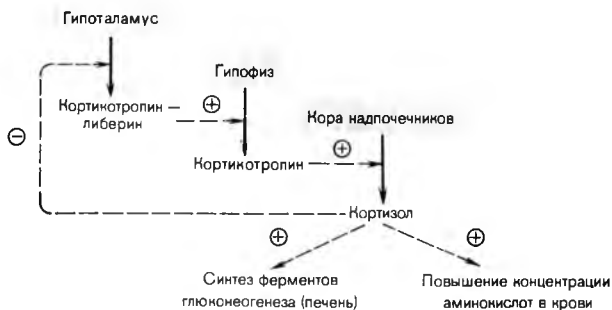 Гипоталамус
Гипофиз
Кортикотропин –
либерин
⊕
Кора надпочечников
⊖
Кортикотропин
⊕
Кортизол
⊕
⊕
Синтез ферментов
глюконеогенеза (печень)
Повышение концентрации
аминокислот в крови